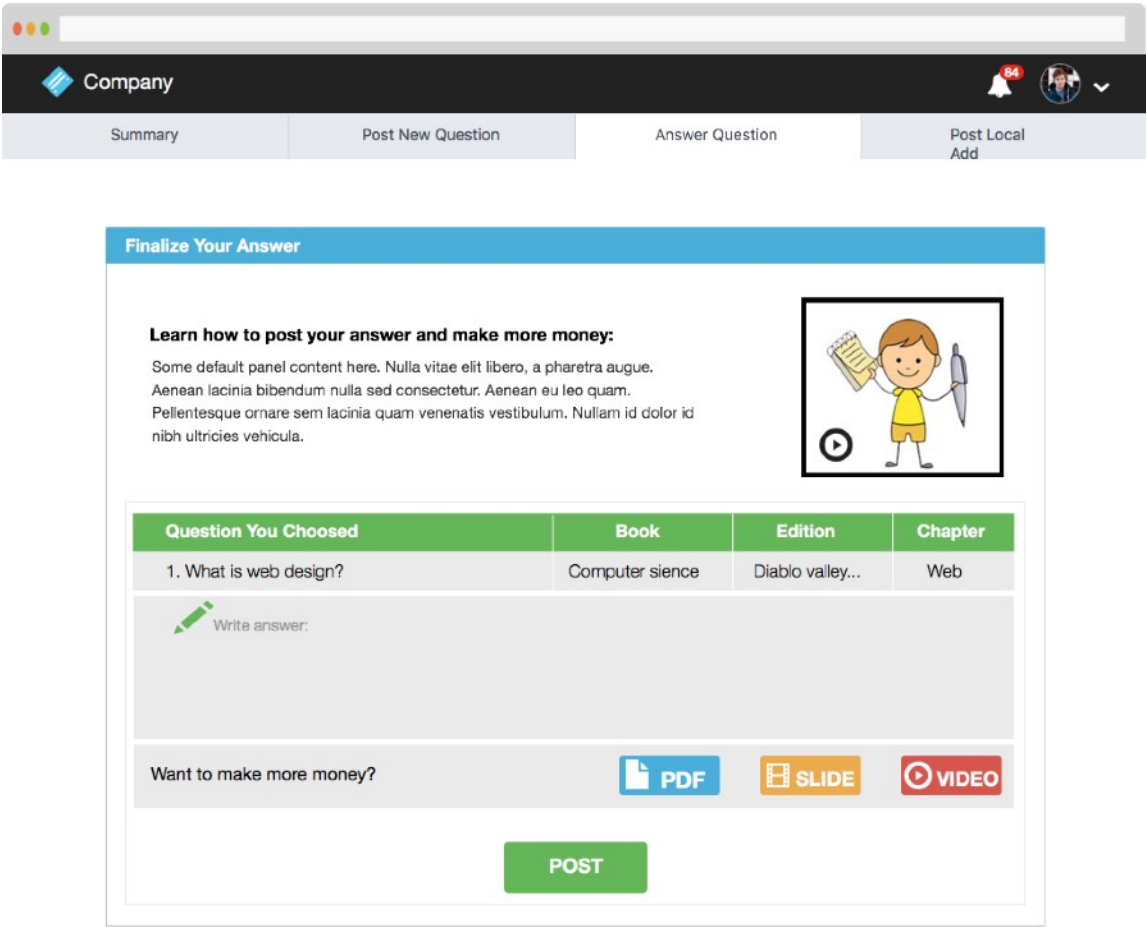 Company
84
Summary
Post New Question
Answer Question
Post Local
Add
Finalize Your Answer
Learn how to post your answer and make more money:
Some default panel content here. Nulla vitae elit libero, a pharetra augue.
Aenean lacinia bibendum nulla sed consectetur. Aenean eu leo quam.
Pellentesque ornare sem lacinia quam venenatis vestibulum. Nullam id dolor id
nibh ultricies vehicula.
Question You Choosed Book Edition Chapter
1. What is web design? Computer sience Diablo valley... Web
Write answer:
Want to make more money? PDF SLIDE VIDEO
POST